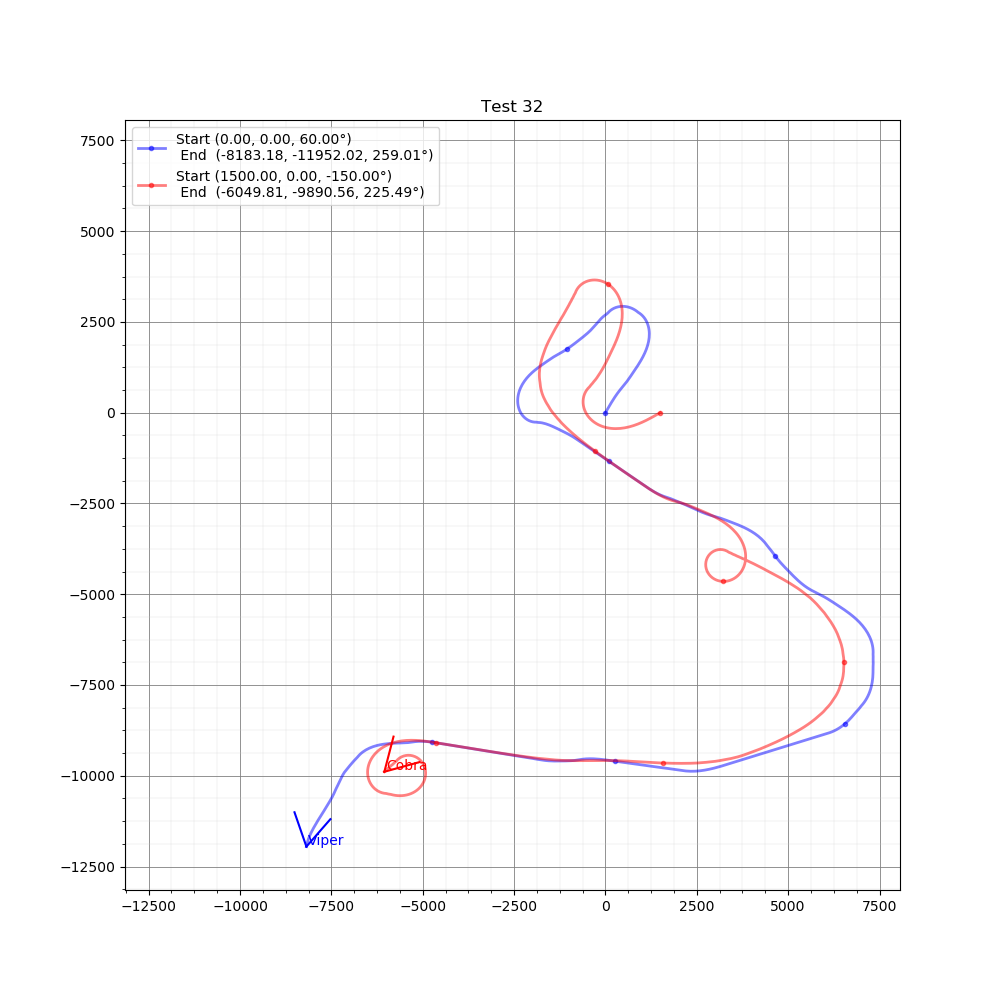 Test 32
Start (0.00, 0.00, 60.00°)
End  (-8183.18, -11952.02, 259.01°)
Start (1500.00, 0.00, -150.00°)
End  (-6049.81, -9890.56, 225.49°)
7500
5000
2500
0
−2500
−5000
−7500
−10000
−12500
Cobra
Viper
−12500 −10000 −7500 −5000 −2500 0 2500 5000 7500